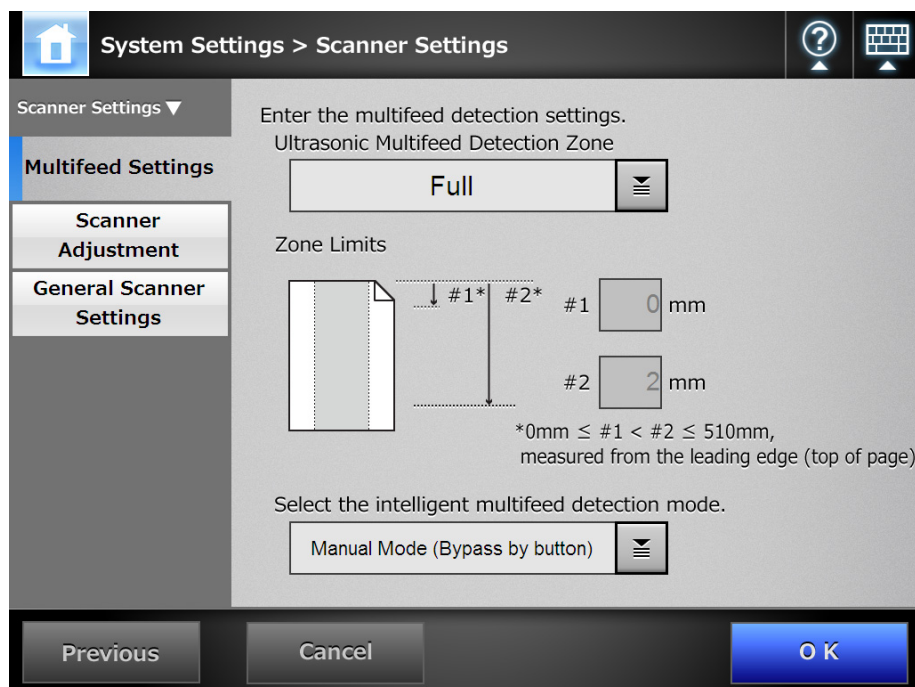 System Settings > Scanner Settings
?
Scanner Settings ▼
Multifeed Settings
Scanner
Adjustment
General Scanner
Settings
Enter the multifeed detection settings.
Ultrasonic Multifeed Detection Zone
Full
Zone Limits
#1* #2*
#1 0 mm
#2 2 mm
*0mm ≤ #1 < #2 ≤ 510mm,
measured from the leading edge (top of page)
Select the intelligent multifeed detection mode.
Manual Mode (Bypass by button)
Previous
Cancel
OK